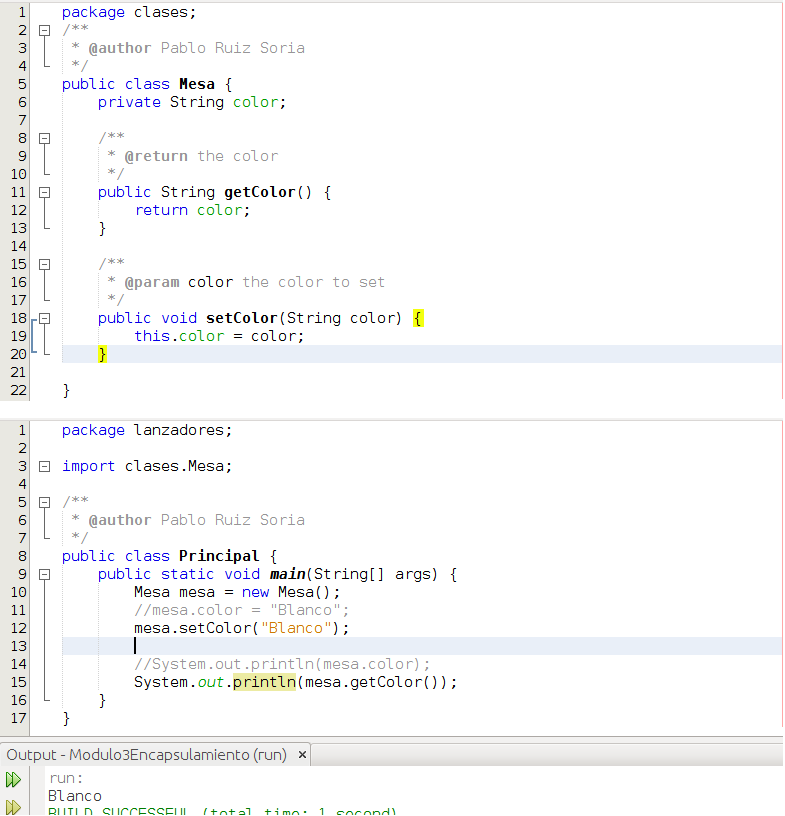 1 package clases;
2 /**
3 * @author Pablo Ruiz Soria
4 */
5 public class Mesa {
6 private String color;
7
8 /**
9 * @return the color
10 */
11 public String getColor() {
12 return color;
13 }
14
15 /**
16 * @param color the color to set
17 */
18 public void setColor(String color) {
19 this.color = color;
20 }
21
22 }
1 package lanzadores;
2
3 import clases.Mesa;
4
5 /**
6 * @author Pablo Ruiz Soria
7 */
8 public class Principal {
9 public static void main(String[] args) {
10 Mesa mesa = new Mesa();
11 //mesa.color = "Blanco";
12 mesa.setColor("Blanco");
13
14 //System.out.println(mesa.color);
15 System.out.println(mesa.getColor());
16 }
17 }
Output - Modulo3Encapsulamiento (run) ×
run:
Blanco
BUILD SUCCESSFUL (total time: 1 second)